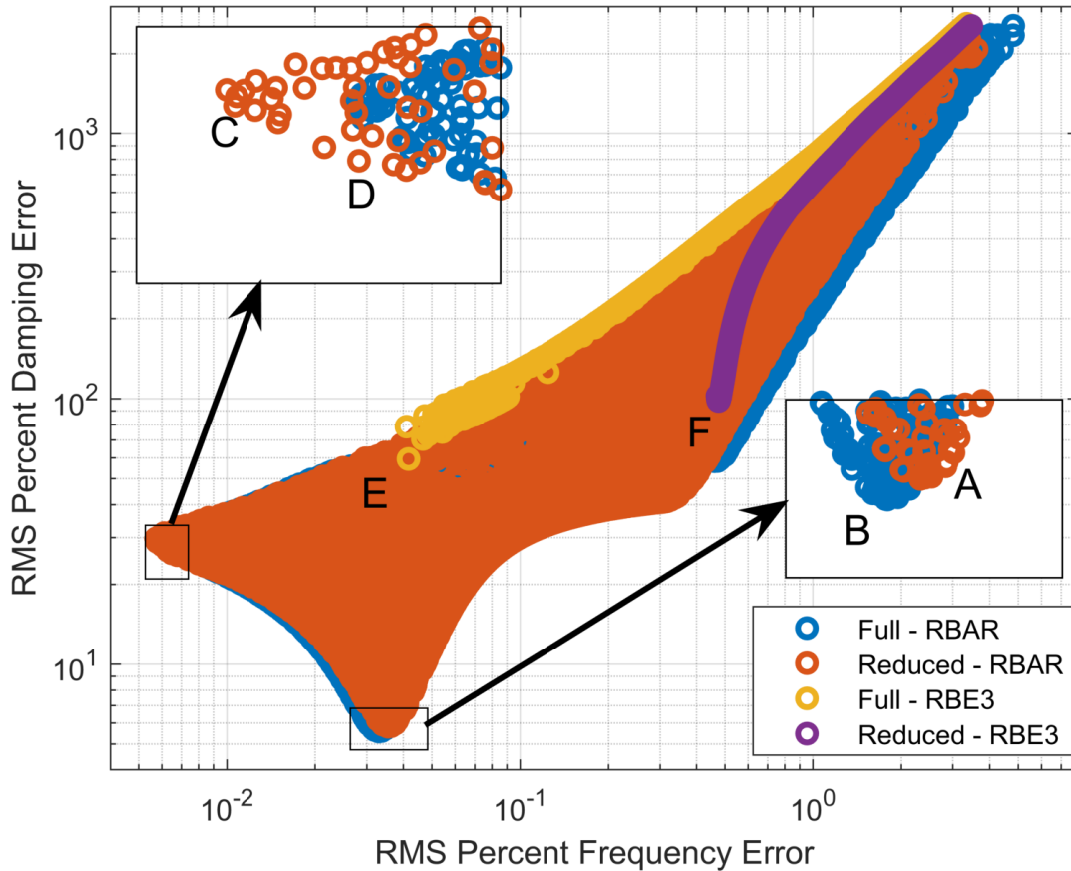 C
D
10^3
10^2
10^1
RMS Percent Damping Error
E
F
A
B
Full - RBAR
Reduced - RBAR
Full - RBE3
Reduced - RBE3
10^-2
10^-1
10^0
RMS Percent Frequency Error